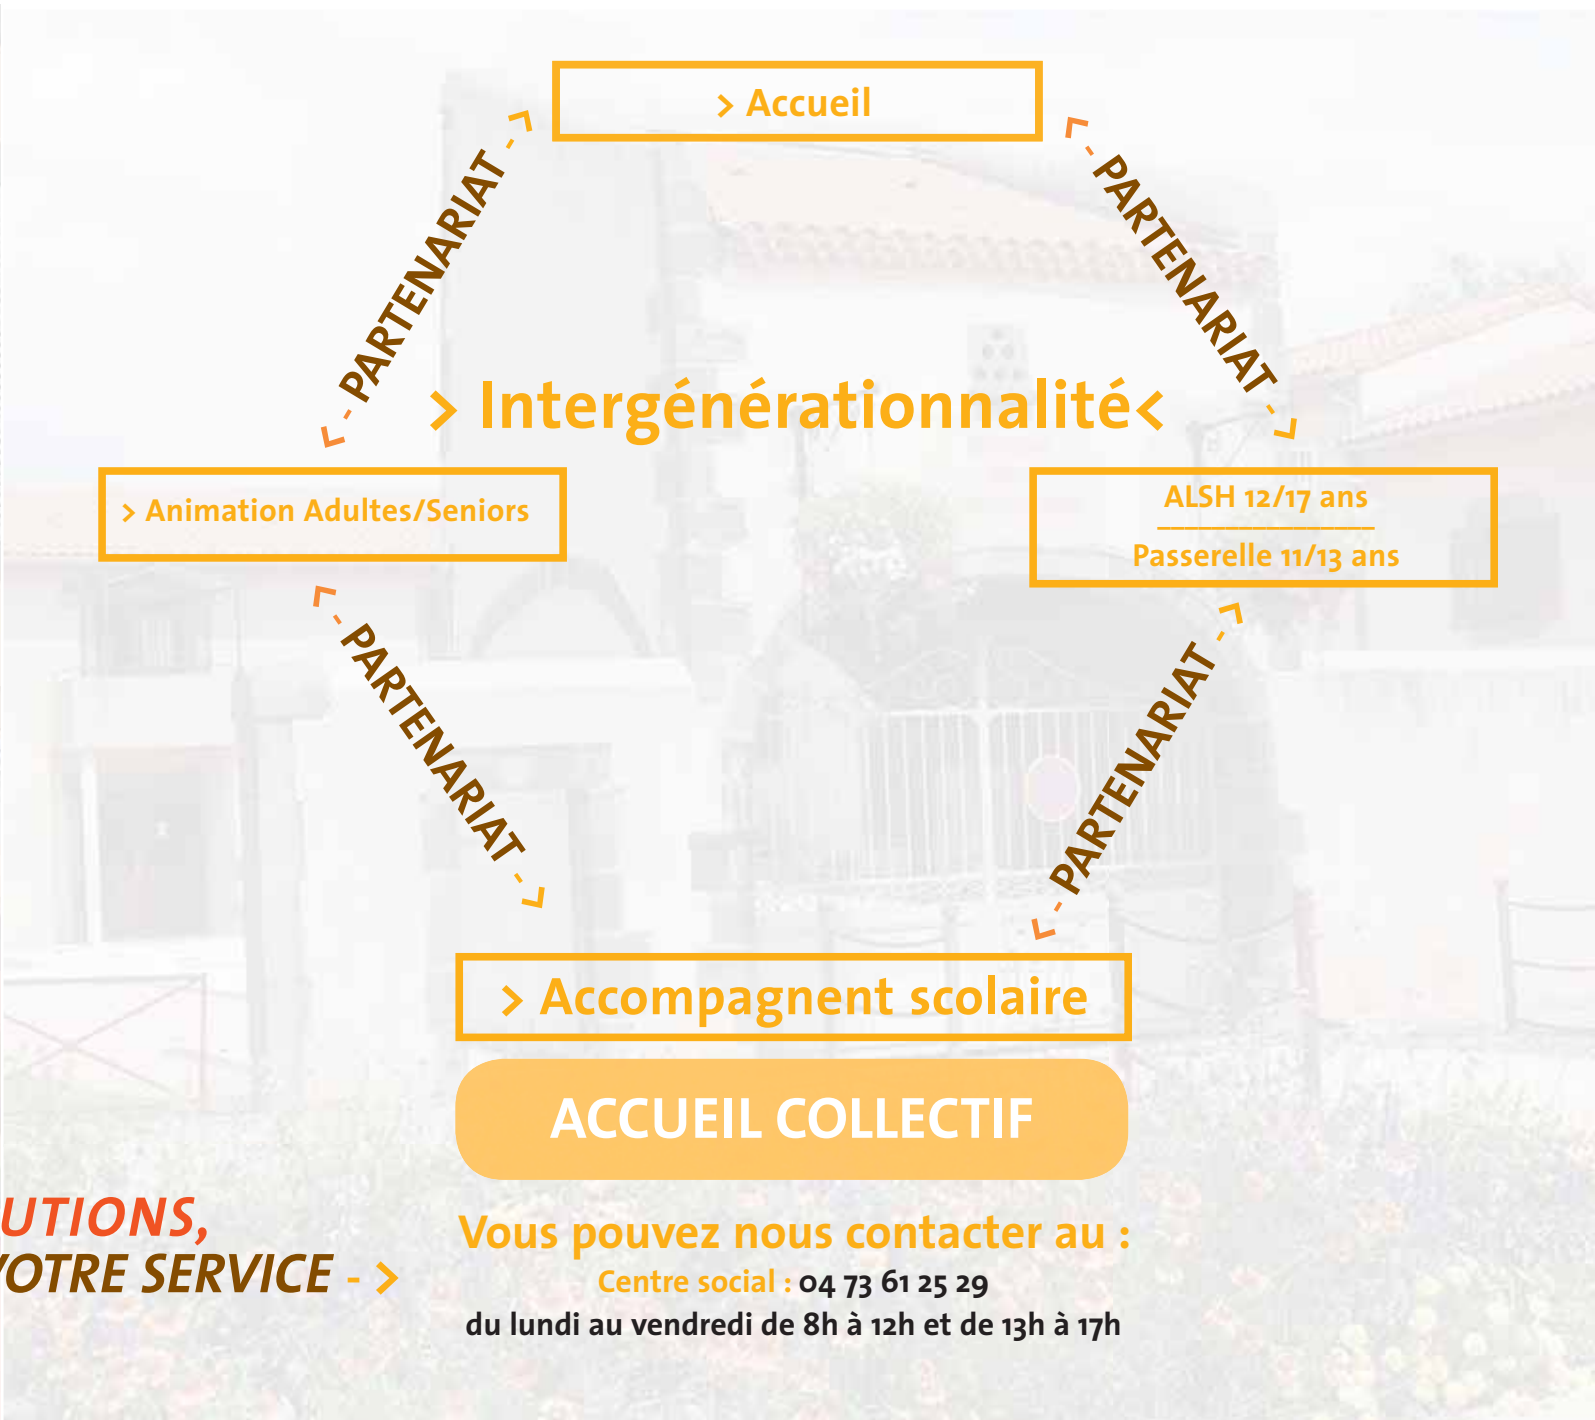 > Accueil
PARTENARIAT
PARTENARIAT
> Intergénérationnalité<
> Animation Adultes/Seniors
ALSH 12/17 ans
Passerelle 11/13 ans
PARTENARIAT
PARTENARIAT
> Accompagnent scolaire
ACCUEIL COLLECTIF
UTIONS,
VOTRE SERVICE - >
Vous pouvez nous contacter au :
Centre social : 04 73 61 25 29
du lundi au vendredi de 8h à 12h et de 13h à 17h